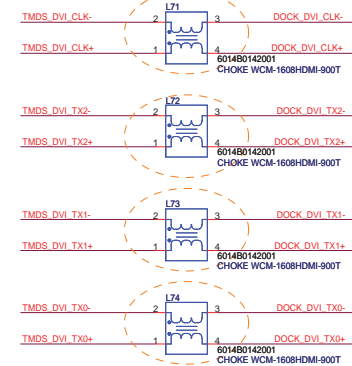 L71
TMDS_DVI_CLK- 2 3 DOCK_DVI_CLK-
TMDS_DVI_CLK+ 1 4 DOCK_DVI_CLK+
6014B0142001
CHOKE WCM-1608HDMI-900T
L72
TMDS_DVI_TX2- 2 3 DOCK_DVI_TX2-
TMDS_DVI_TX2+ 1 4 DOCK_DVI_TX2+
6014B0142001
CHOKE WCM-1608HDMI-900T
L73
TMDS_DVI_TX1- 2 3 DOCK_DVI_TX1-
TMDS_DVI_TX1+ 1 4 DOCK_DVI_TX1+
6014B0142001
CHOKE WCM-1608HDMI-900T
L74
TMDS_DVI_TX0- 2 3 DOCK_DVI_TX0-
TMDS_DVI_TX0+ 1 4 DOCK_DVI_TX0+
6014B0142001
CHOKE WCM-1608HDMI-900T